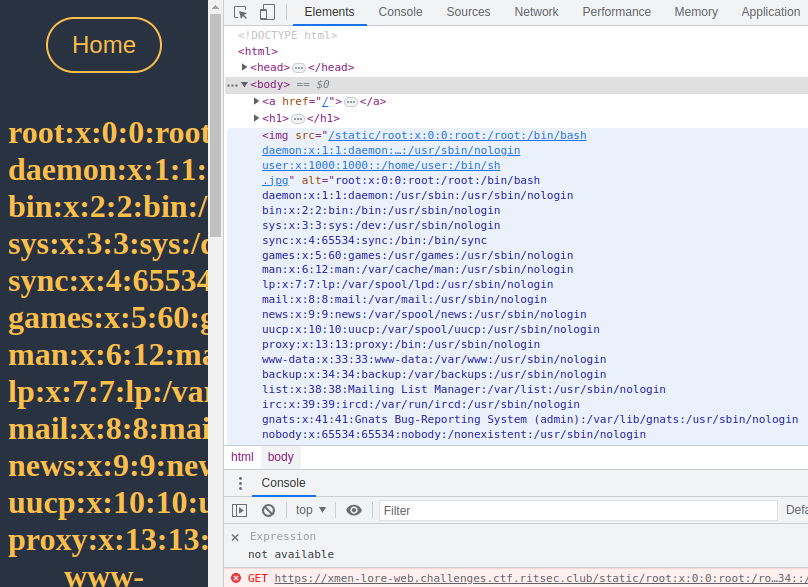 Home
root:x:0:0:root
daemon:x:1:1:
bin:x:2:2:bin:/
sys:x:3:3:sys:/d
sync:x:4:65534
games:x:5:60:g
man:x:6:12:ma
lp:x:7:7:lp:/var
mail:x:8:8:mai
news:x:9:9:nev
uucp:x:10:10:u
proxy:x:13:13:
www-
Elements Console Sources Network Performance Memory Application
<!DOCTYPE html>
<html>
<head>…</head>
… <body> == $0
<a href="/">…</a>
<h1>…</h1>
<img src="/static/root:x:0:0:root:/root:/bin/bash
daemon:x:1:1:daemon:…:/usr/sbin/nologin
user:x:1000:1000::/home/user:/bin/sh
.jpg" alt="root:x:0:0:root:/root:/bin/bash
daemon:x:1:1:daemon:/usr/sbin:/usr/sbin/nologin
bin:x:2:2:bin:/bin:/usr/sbin/nologin
sys:x:3:3:sys:/dev:/usr/sbin/nologin
sync:x:4:65534:sync:/bin:/bin/sync
games:x:5:60:games:/usr/games:/usr/sbin/nologin
man:x:6:12:man:/var/cache/man:/usr/sbin/nologin
lp:x:7:7:lp:/var/spool/lpd:/usr/sbin/nologin
mail:x:8:8:mail:/var/mail:/usr/sbin/nologin
news:x:9:9:news:/var/spool/news:/usr/sbin/nologin
uucp:x:10:10:uucp:/var/spool/uucp:/usr/sbin/nologin
proxy:x:13:13:proxy:/bin:/usr/sbin/nologin
www-data:x:33:33:www-data:/var/www:/usr/sbin/nologin
backup:x:34:34:backup:/var/backups:/usr/sbin/nologin
list:x:38:38:Mailing List Manager:/var/list:/usr/sbin/nologin
irc:x:39:39:ircd:/var/run/ircd:/usr/sbin/nologin
gnats:x:41:41:Gnats Bug-Reporting System (admin):/var/lib/gnats:/usr/sbin/nologin
nobody:x:65534:65534:nobody:/nonexistent:/usr/sbin/nologin
html body
Console
top Filter Defa
Expression
not available
GET https://xmen-lore-web.challenges.ctf.ritsec.club/static/root:x:0:0:root:/ro…34::/